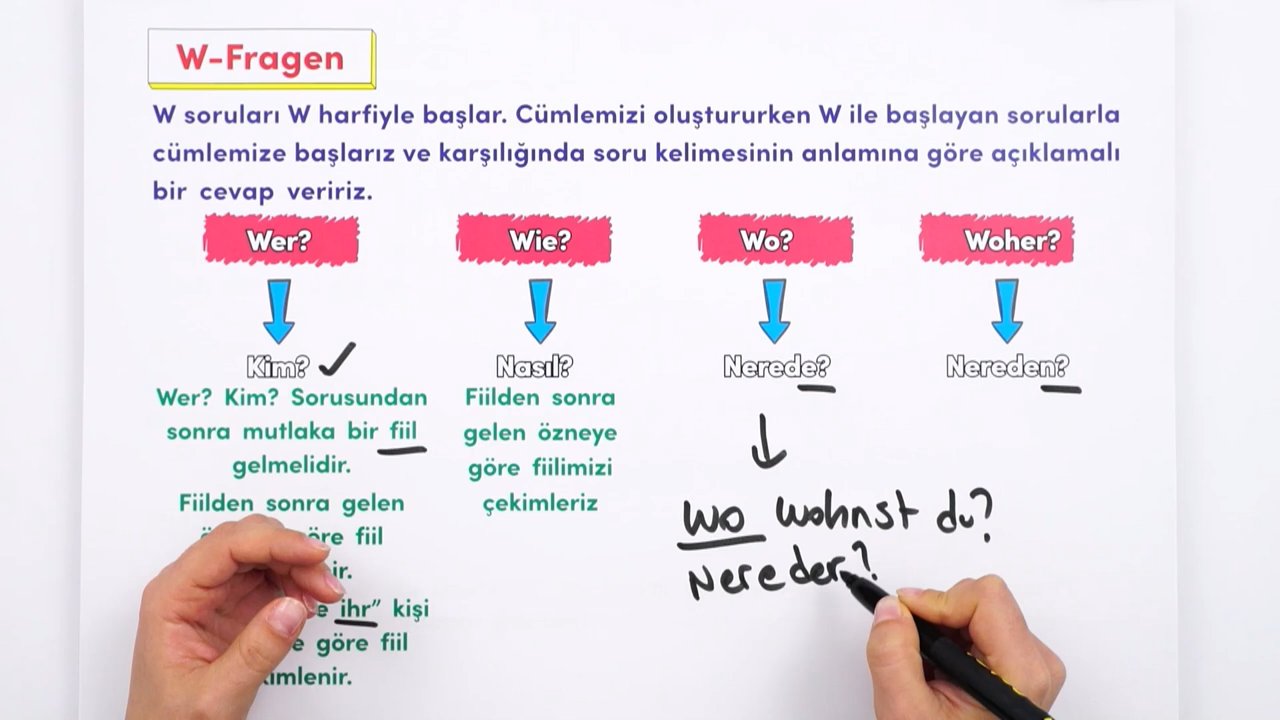 W-Fragen
W soruları W harfiyle başlar. Cümlemizi oluştururken W ile başlayan sorularla
cümlemize başlarız ve karşılığında soru kelimesinin anlamına göre açıklamalı
bir cevap veririz.
Wer?
Kim?
Wer? Kim? Sorusundan
sonra mutlaka bir fiil
gelmelidir.
Fiilden sonra gelen
göre fiil
ihr” kişi
göre fiil
Wie?
Nasıl?
Fiilden sonra
gelen özneye
göre fiilimizi
çekimleriz
Wo?
Nerede?
Wo wohnst du?
Woher?
Nereden?